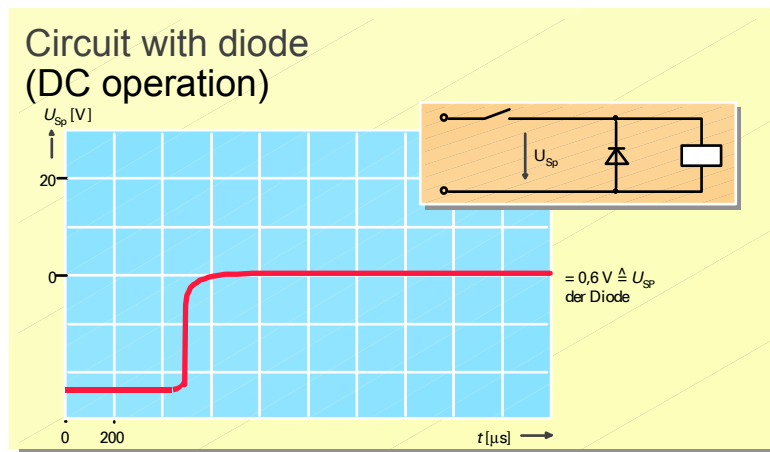 Circuit with diode
(DC operation)
U_Sp [V]
20
0
U_Sp
= 0,6 V ≙ U_SP
der Diode
0 200
t [µs]